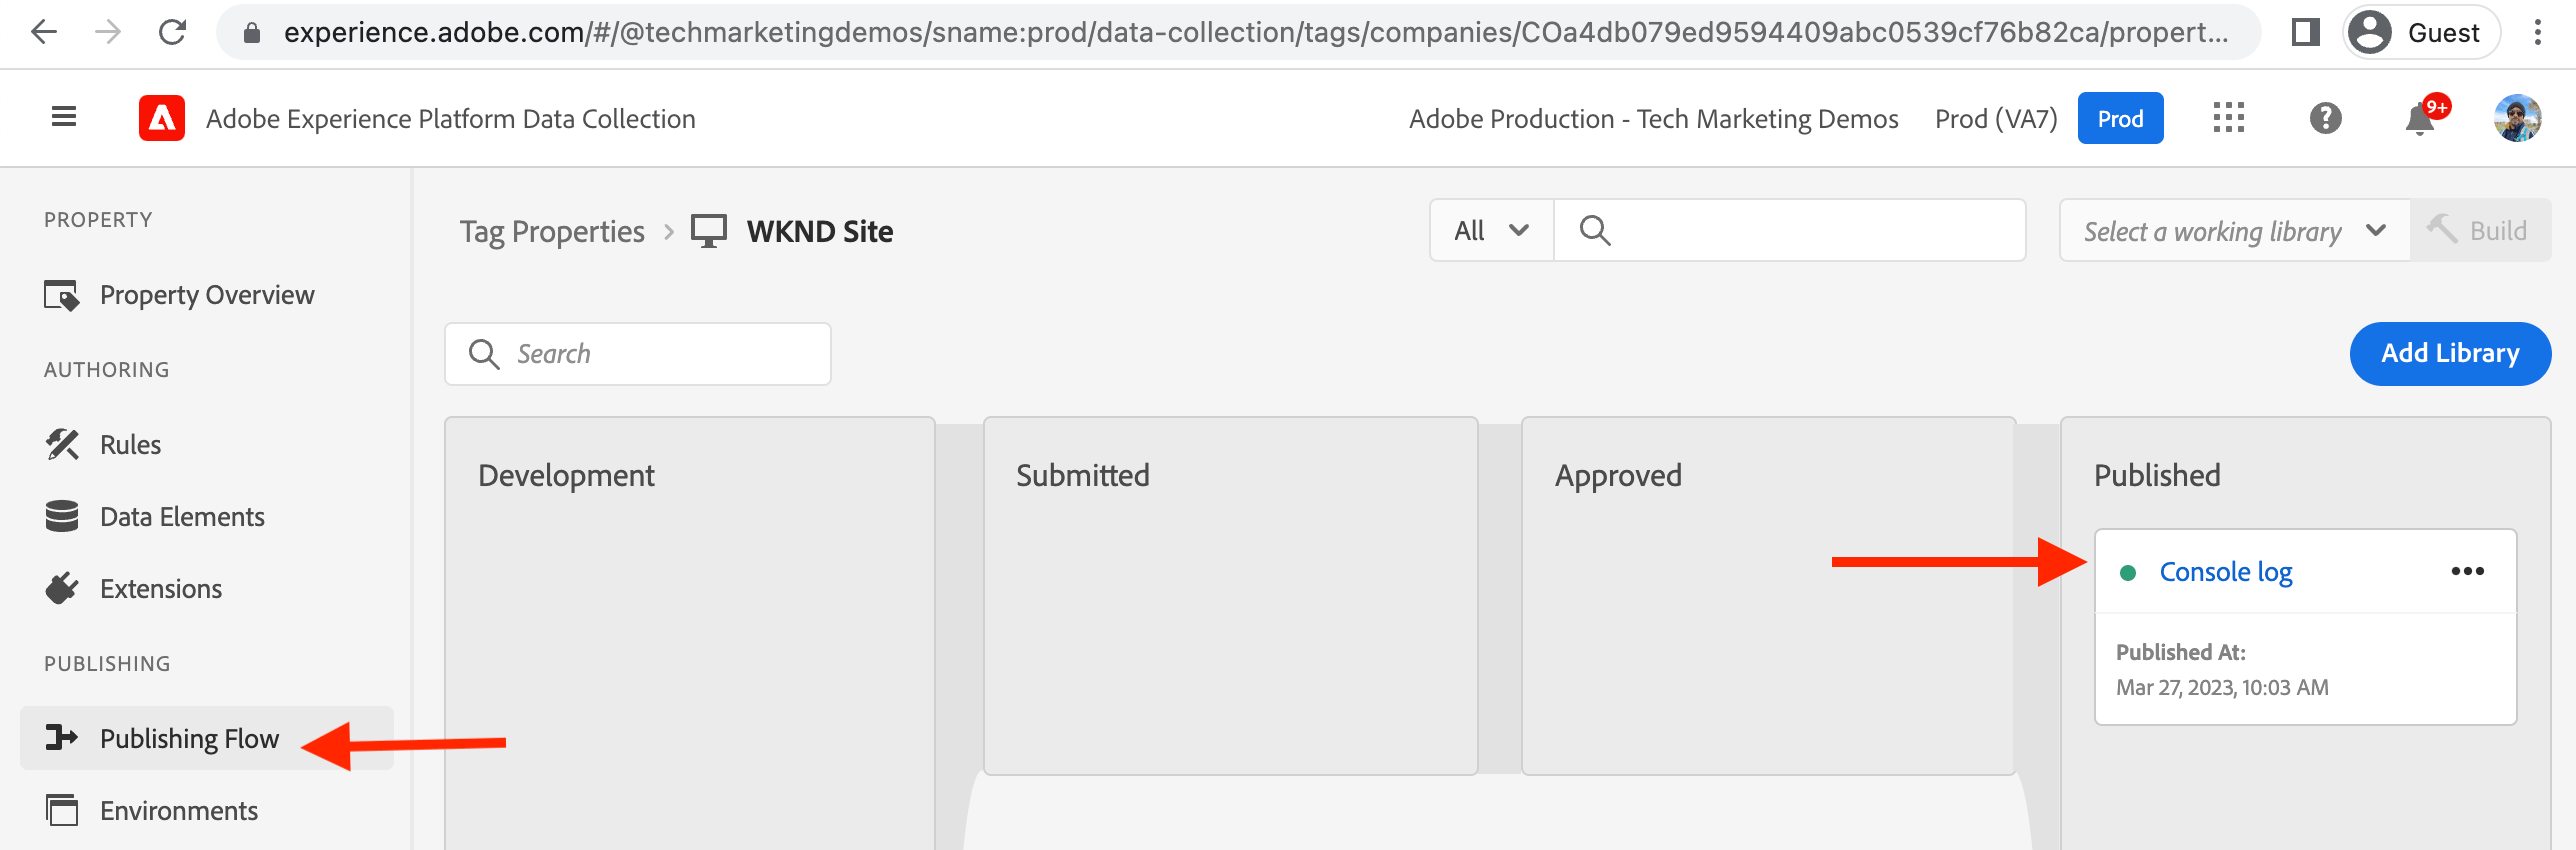 experience.adobe.com/#/@techmarketingdemos/sname:prod/data-collection/tags/companies/COa4db079ed9594409abc0539cf76b82ca/propert...
Guest
Adobe Experience Platform Data Collection
Adobe Production - Tech Marketing Demos
Prod (VA7)
Prod
9+
PROPERTY
Property Overview
AUTHORING
Rules
Data Elements
Extensions
PUBLISHING
Publishing Flow
Environments
Tag Properties > WKND Site
All
Select a working library
Build
Search
Add Library
Development
Submitted
Approved
Published
Console log
Published At:
Mar 27, 2023, 10:03 AM